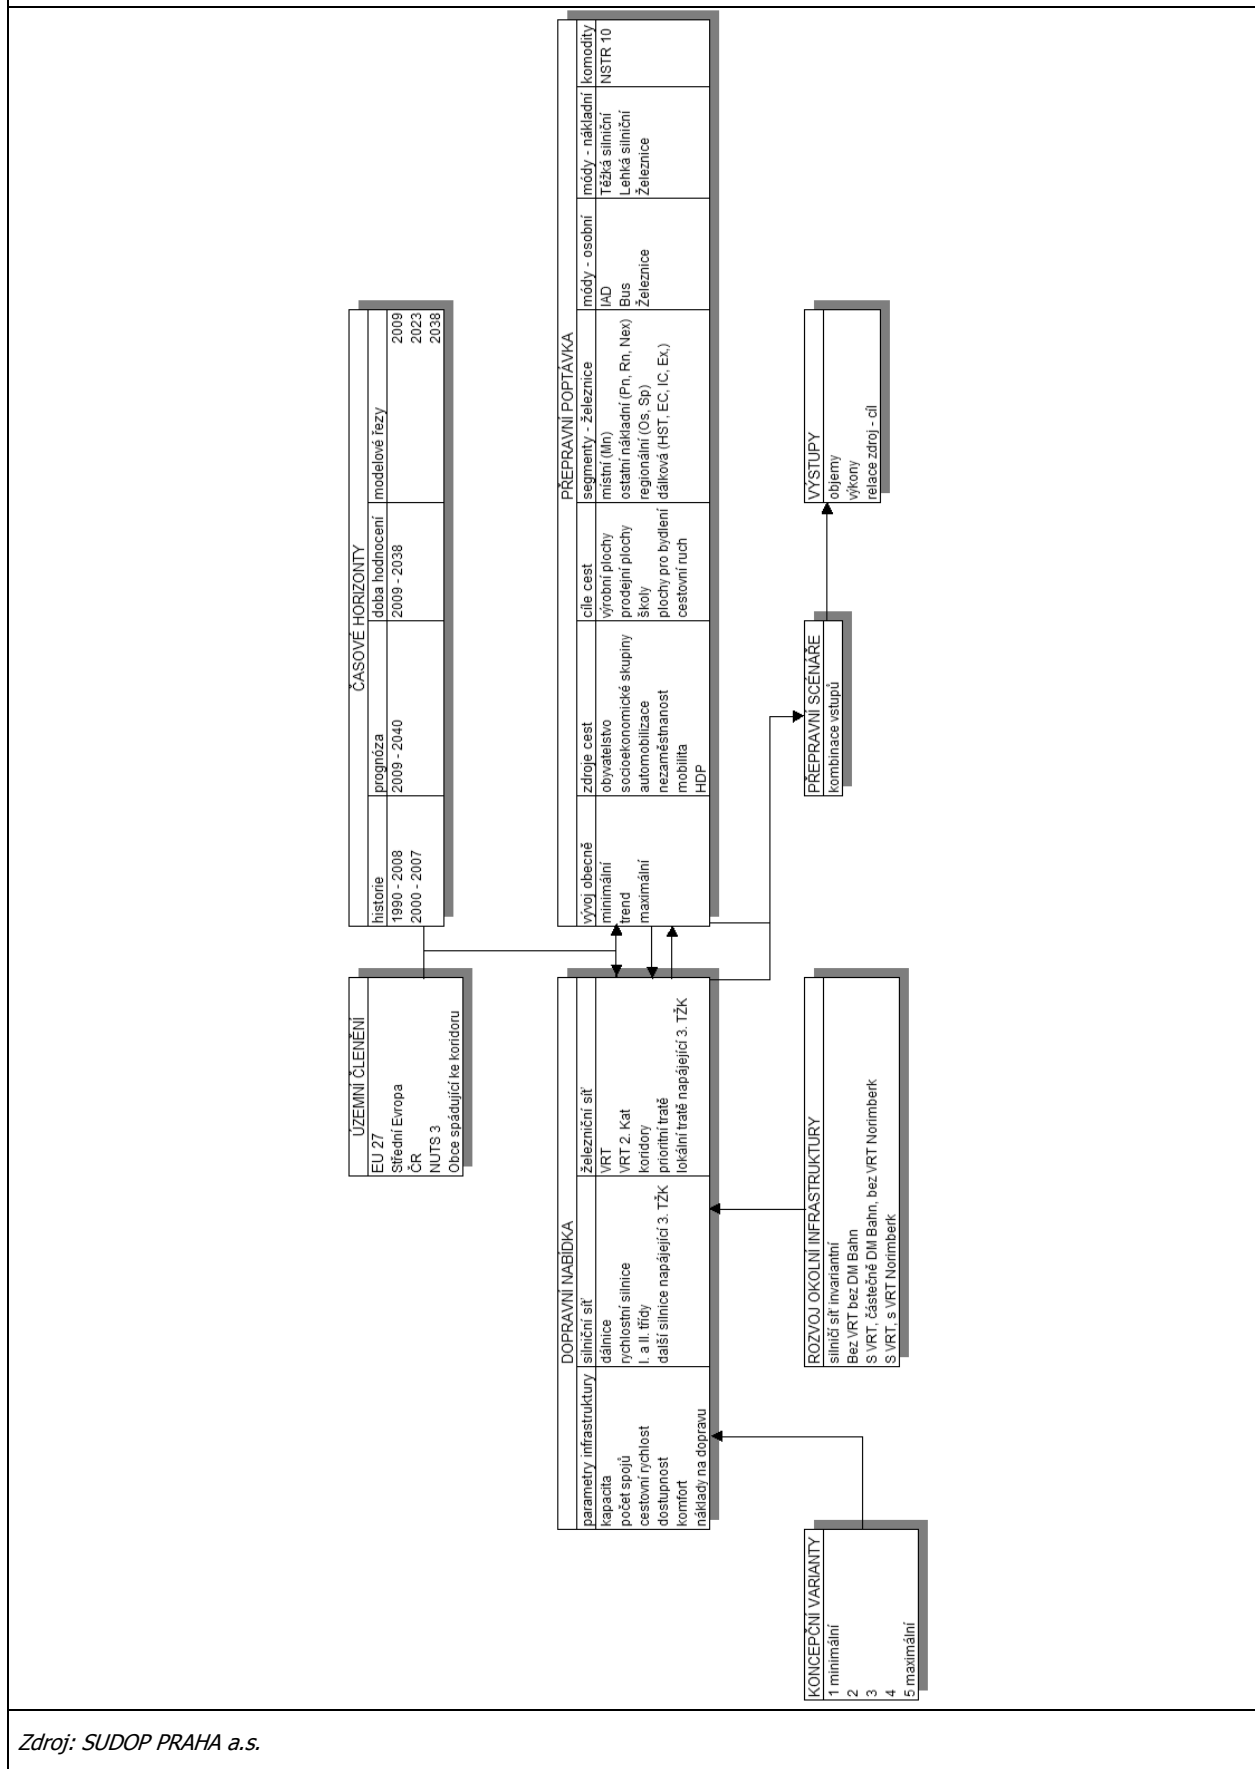 ÚZEMNÍ ČLENĚNÍ
EU 27
Střední Evropa
ČR
NUTS 3
Obce spádující ke koridoru
ČASOVÉ HORIZONTY
historie
1990 - 2008
2000 - 2007
prognóza
2009 - 2040
doba hodnocení
2009 - 2038
modelové řezy
2009
2023
2038
DOPRAVNÍ NABÍDKA
parametry infrastruktury
kapacita
počet spojů
cestovní rychlost
dostupnost
komfort
náklady na dopravu
silniční síť
dálnice
rychlostní silnice
I. a II. třídy
další silnice napájející 3. TŽK
železniční síť
VRT
VRT 2. Kat
koridory
prioritní tratě
lokální tratě napájející 3. TŽK
PŘEPRAVNÍ POPTÁVKA
vývoj obecně
minimální
trend
maximální
zdroje cest
obyvatelstvo
socioekonomické skupiny
automobilizace
nezaměstnanost
mobilita
HDP
cíle cest
výrobní plochy
prodejní plochy
školy
plochy pro bydlení
cestovní ruch
segmenty - železnice
místní (Mn)
ostatní nákladní (Pn, Rn, Nex)
regionální (Os, Sp)
dálková (HST, EC, IC, Ex,)
módy - osobní
IAD
Bus
Železnice
módy - nákladní
Těžká silniční
Lehká silniční
Železnice
komodity
NSTR 10
KONCEPČNÍ VARIANTY
1 minimální
2
3
4
5 maximální
ROZVOJ OKOLNÍ INFRASTRUKTURY
silničí síť invariantní
Bez VRT bez DM Bahn
S VRT, částečně DM Bahn, bez VRT Norimberk
S VRT, s VRT Norimberk
PŘEPRAVNÍ SCÉNÁŘE
kombinace vstupů
VÝSTUPY
objemy
výkony
relace zdroj - cíl
Zdroj: SUDOP PRAHA a.s.